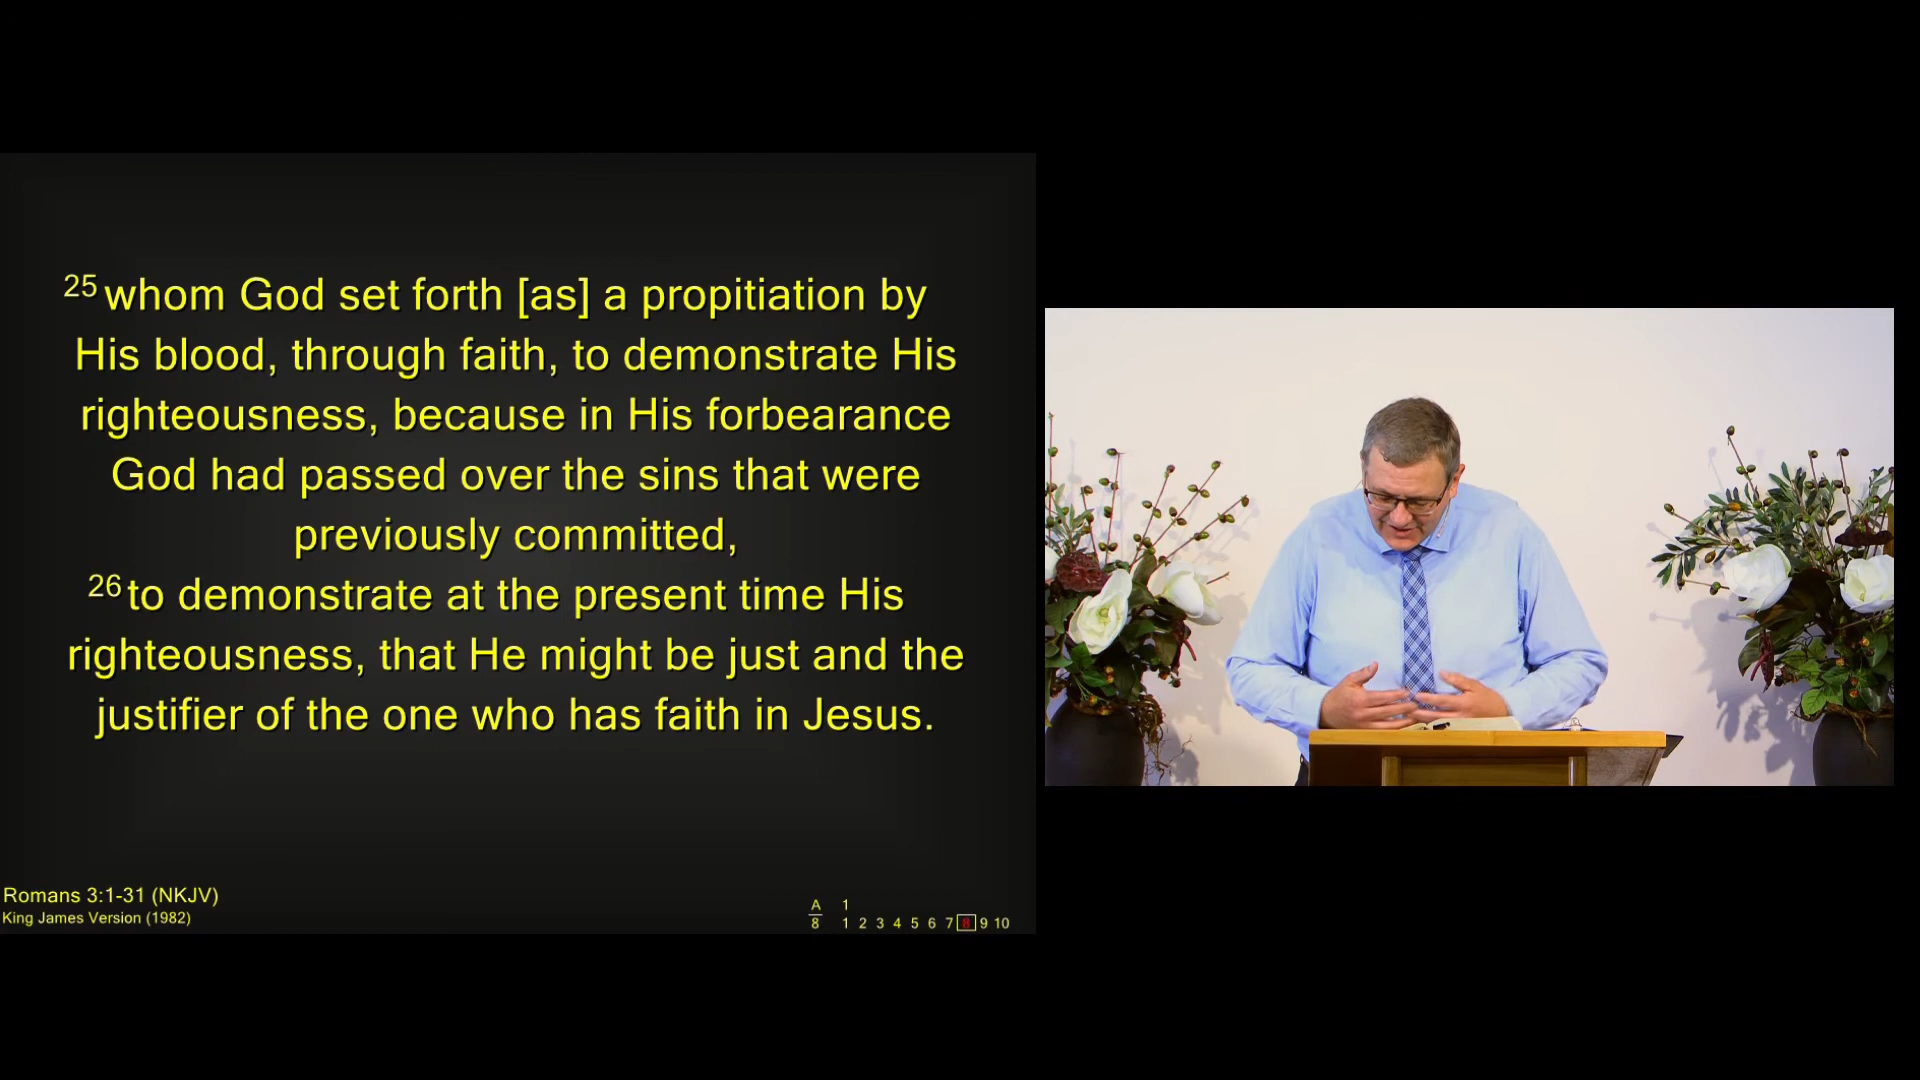 25 whom God set forth [as] a propitiation by
His blood, through faith, to demonstrate His
righteousness, because in His forbearance
God had passed over the sins that were
previously committed,
26 to demonstrate at the present time His
righteousness, that He might be just and the
justifier of the one who has faith in Jesus.
Romans 3:1-31 (NKJV)
King James Version (1982)
A 1
8 1 2 3 4 5 6 7 8 9 10